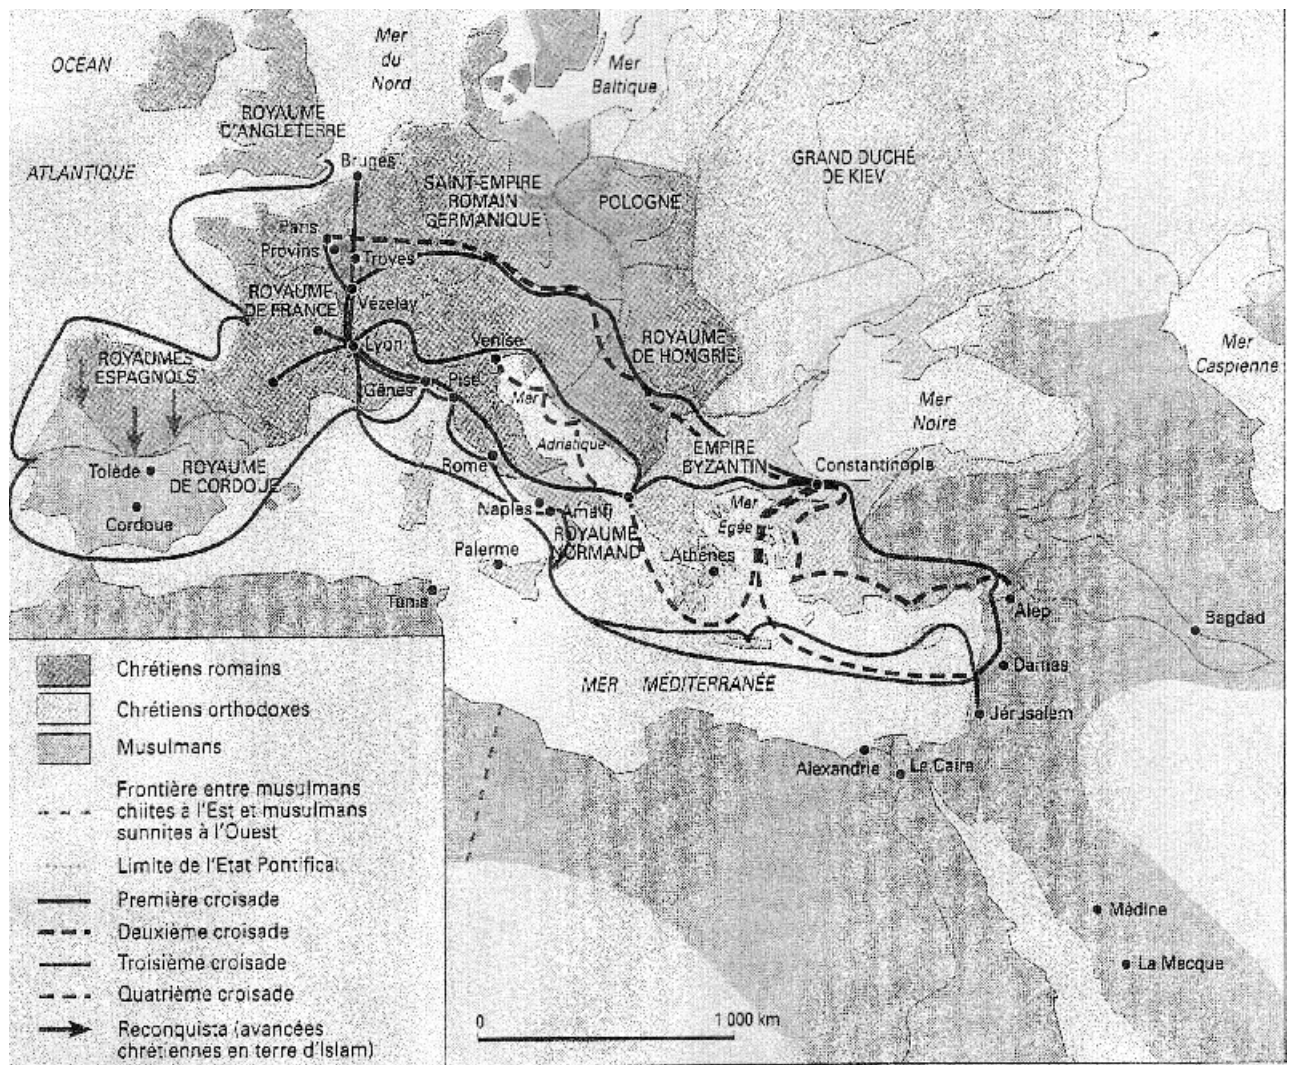 OCÉAN
ATLANTIQUE
Mer
du
Nord
Mer
Baltique
ROYAUME
D'ANGLETERRE
Bruges
SAINT-EMPIRE
ROMAIN
GERMANIQUE
POLOGNE
GRAND DUCHÉ
DE KIEV
Paris
Provins
Troyes
ROYAUME
DE FRANCE
Vézelay
Lyon
ROYAUMES
ESPAGNOLS
Venise
ROYAUME
DE HONGRIE
Mer
Caspienne
Gênes
Pise
Mer
Adriatique
Mer
Noire
EMPIRE
BYZANTIN
Constantinople
Tolède
ROYAUME
DE CORDOUE
Cordoue
Rome
Naples
Amalfi
ROYAUME
NORMAND
Mer
Egée
Athènes
Palerme
Tunis
Alep
Bagdad
Damas
MER MÉDITERRANÉE
Jérusalem
Alexandrie
Le Caire
Médine
La Mecque
Chrétiens romains
Chrétiens orthodoxes
Musulmans
Frontière entre musulmans
chiites à l'Est et musulmans
sunnites à l'Ouest
Limite de l'Etat Pontifical
Première croisade
Deuxième croisade
Troisième croisade
Quatrième croisade
Reconquista (avancées
chrétiennes en terre d'Islam)
0 1 000 km